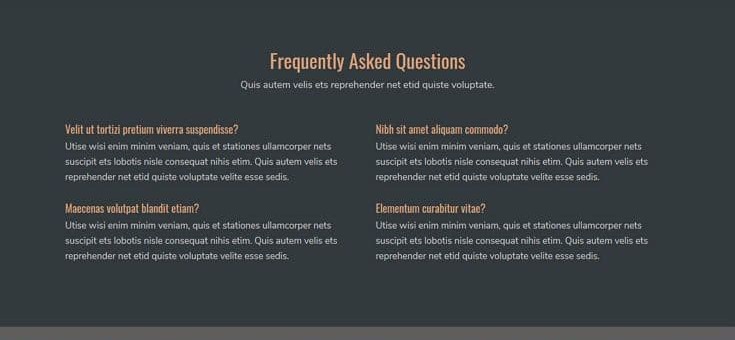 Frequently Asked Questions
Quis autem velis ets reprehender net etid quiste voluptate.
Velit ut tortizi pretium viverra suspendisse?
Utise wisi enim minim veniam, quis et stationes ullamcorper nets
suscipit ets lobotis nisle consequat nihis etim. Quis autem velis ets
reprehender net etid quiste voluptate velite esse sedis.
Nibh sit amet aliquam commodo?
Utise wisi enim minim veniam, quis et stationes ullamcorper nets
suscipit ets lobotis nisle consequat nihis etim. Quis autem velis ets
reprehender net etid quiste voluptate velite esse sedis.
Maecenas volutpat blandit etiam?
Utise wisi enim minim veniam, quis et stationes ullamcorper nets
suscipit ets lobotis nisle consequat nihis etim. Quis autem velis ets
reprehender net etid quiste voluptate velite esse sedis.
Elementum curabitur vitae?
Utise wisi enim minim veniam, quis et stationes ullamcorper nets
suscipit ets lobotis nisle consequat nihis etim. Quis autem velis ets
reprehender net etid quiste voluptate velite esse sedis.